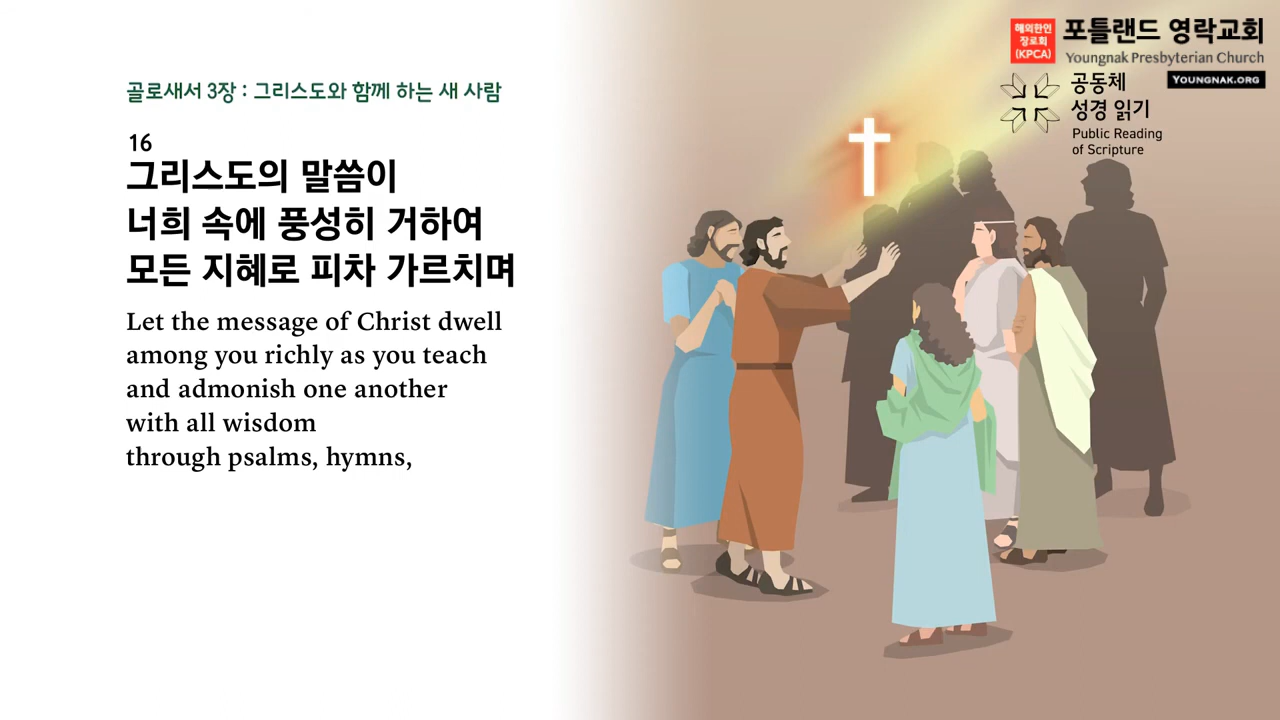 골로새서 3장 : 그리스도와 함께 하는 새 사람
16
그리스도의 말씀이
너희 속에 풍성히 거하여
모든 지혜로 피차 가르치며
Let the message of Christ dwell
among you richly as you teach
and admonish one another
with all wisdom
through psalms, hymns,
해외한인
장로회
(KPCA)
포틀랜드 영락교회
Youngnak Presbyterian Church
YOUNGNAK.ORG
공동체
성경 읽기
Public Reading
of Scripture